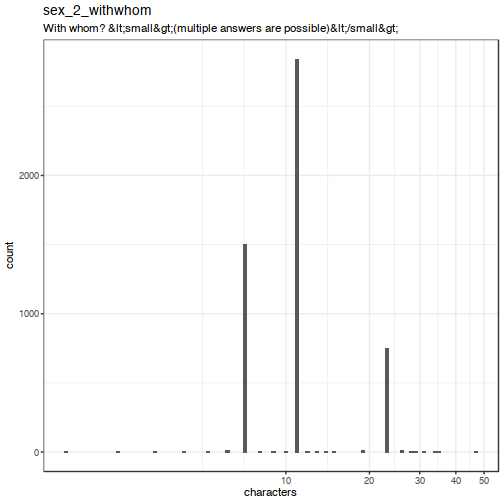 sex_2_withwhom
With whom? &lt;small&gt;(multiple answers are possible)&lt;/small&gt;
count
2000
1000
0
10
20
30
40
50
characters